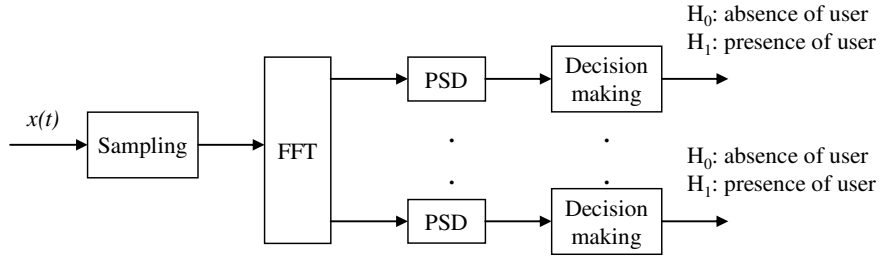 H₀: absence of user
H₁: presence of user
PSD
Decision
making
x(t)
Sampling
FFT
H₀: absence of user
H₁: presence of user
PSD
Decision
making